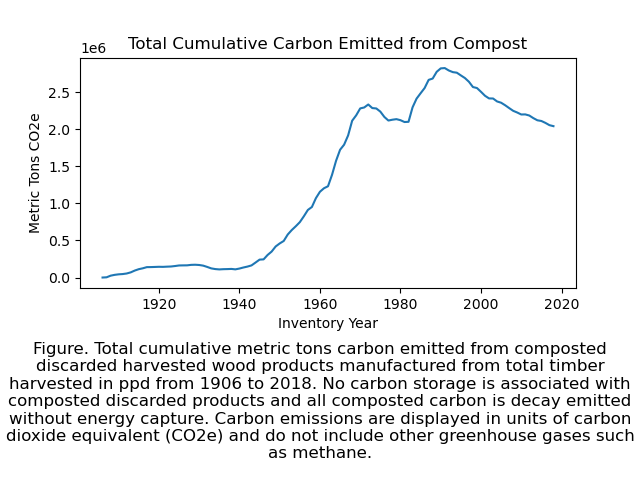 Total Cumulative Carbon Emitted from Compost
1e6
Metric Tons CO2e
2.5
2.0
1.5
1.0
0.5
0.0
1920 1940 1960 1980 2000 2020
Inventory Year
Figure. Total cumulative metric tons carbon emitted from composted
discarded harvested wood products manufactured from total timber
harvested in ppd from 1906 to 2018. No carbon storage is associated with
composted discarded products and all composted carbon is decay emitted
without energy capture. Carbon emissions are displayed in units of carbon
dioxide equivalent (CO2e) and do not include other greenhouse gases such
as methane.